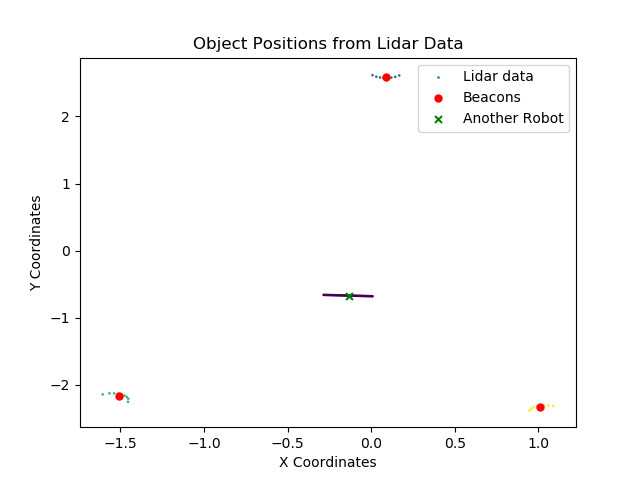 Object Positions from Lidar Data
Lidar data
Beacons
Another Robot
Y Coordinates
2
1
0
−1
−2
−1.5
−1.0
−0.5
0.0
0.5
1.0
X Coordinates